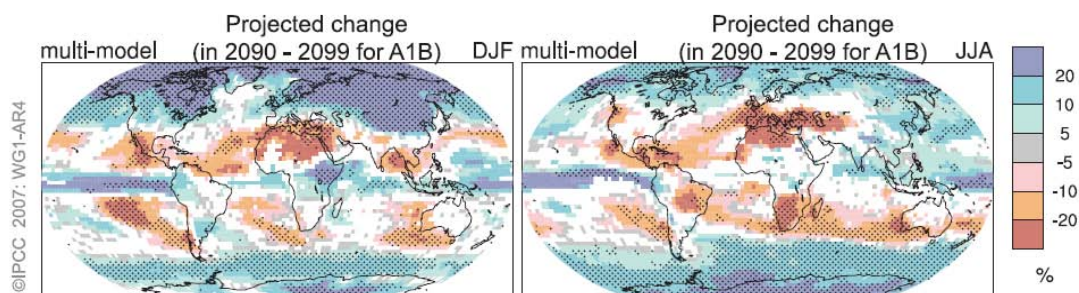 Projected change
multi-model (in 2090 - 2099 for A1B) DJF
Projected change
multi-model (in 2090 - 2099 for A1B) JJA
20
10
5
-5
-10
-20
%
©IPCC 2007: WG1-AR4